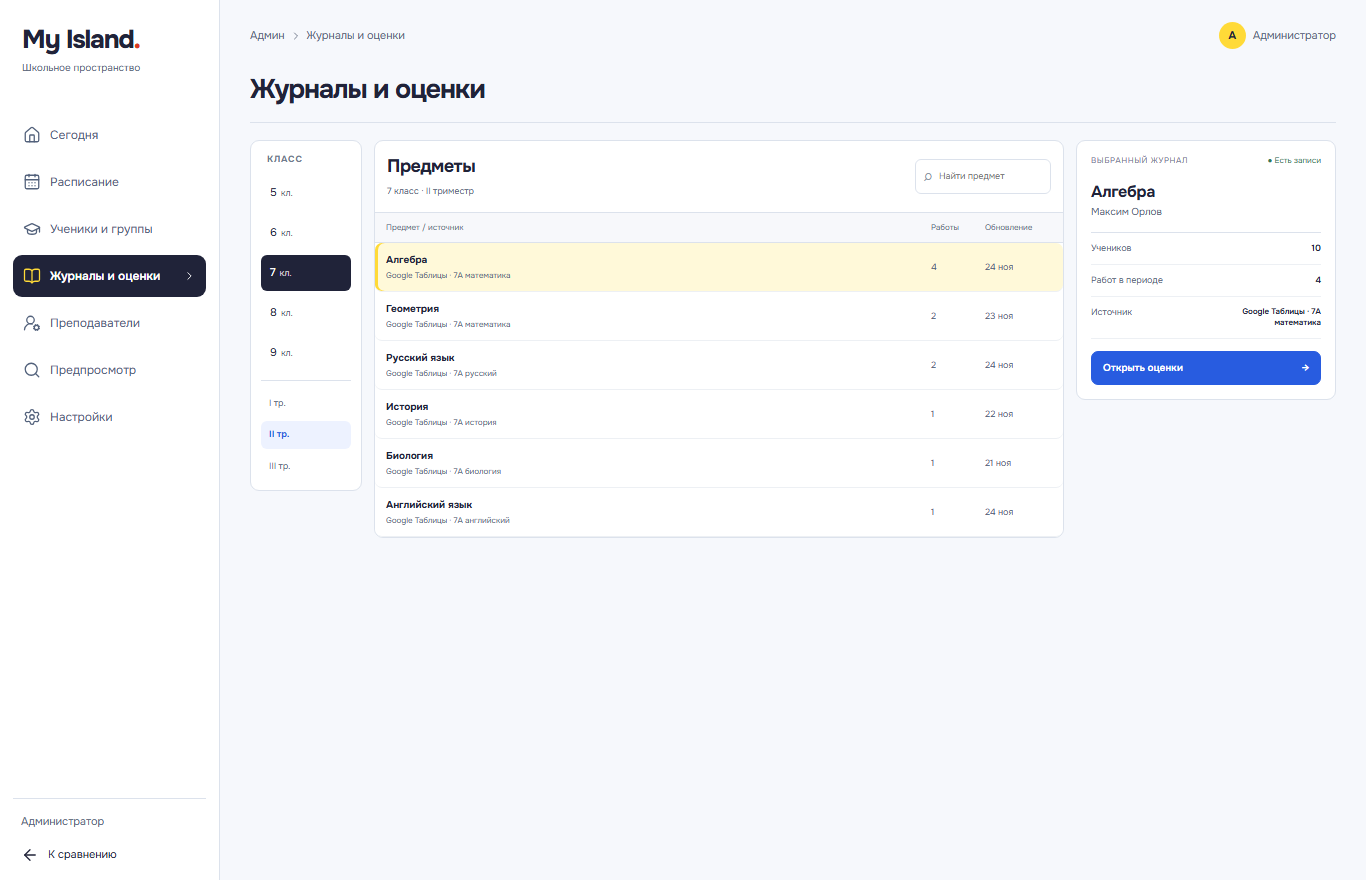 My Island.
Школьное пространство
Сегодня
Расписание
Ученики и группы
Журналы и оценки
Преподаватели
Предпросмотр
Настройки
Администратор
К сравнению
Админ
Журналы и оценки
А
Администратор
Журналы и оценки
КЛАСС
5 кл.
6 кл.
7 кл.
8 кл.
9 кл.
I тр.
II тр.
III тр.
Предметы
7 класс · II триместр
Найти предмет
Предмет / источник Работы Обновление
Алгебра
Google Таблицы · 7А математика
4 24 ноя
Геометрия
Google Таблицы · 7А математика
2 23 ноя
Русский язык
Google Таблицы · 7А русский
2 24 ноя
История
Google Таблицы · 7А история
1 22 ноя
Биология
Google Таблицы · 7А биология
1 21 ноя
Английский язык
Google Таблицы · 7А английский
1 24 ноя
ВЫБРАННЫЙ ЖУРНАЛ
• Есть записи
Алгебра
Максим Орлов
Учеников 10
Работ в периоде 4
Источник Google Таблицы · 7А
математика
Открыть оценки →